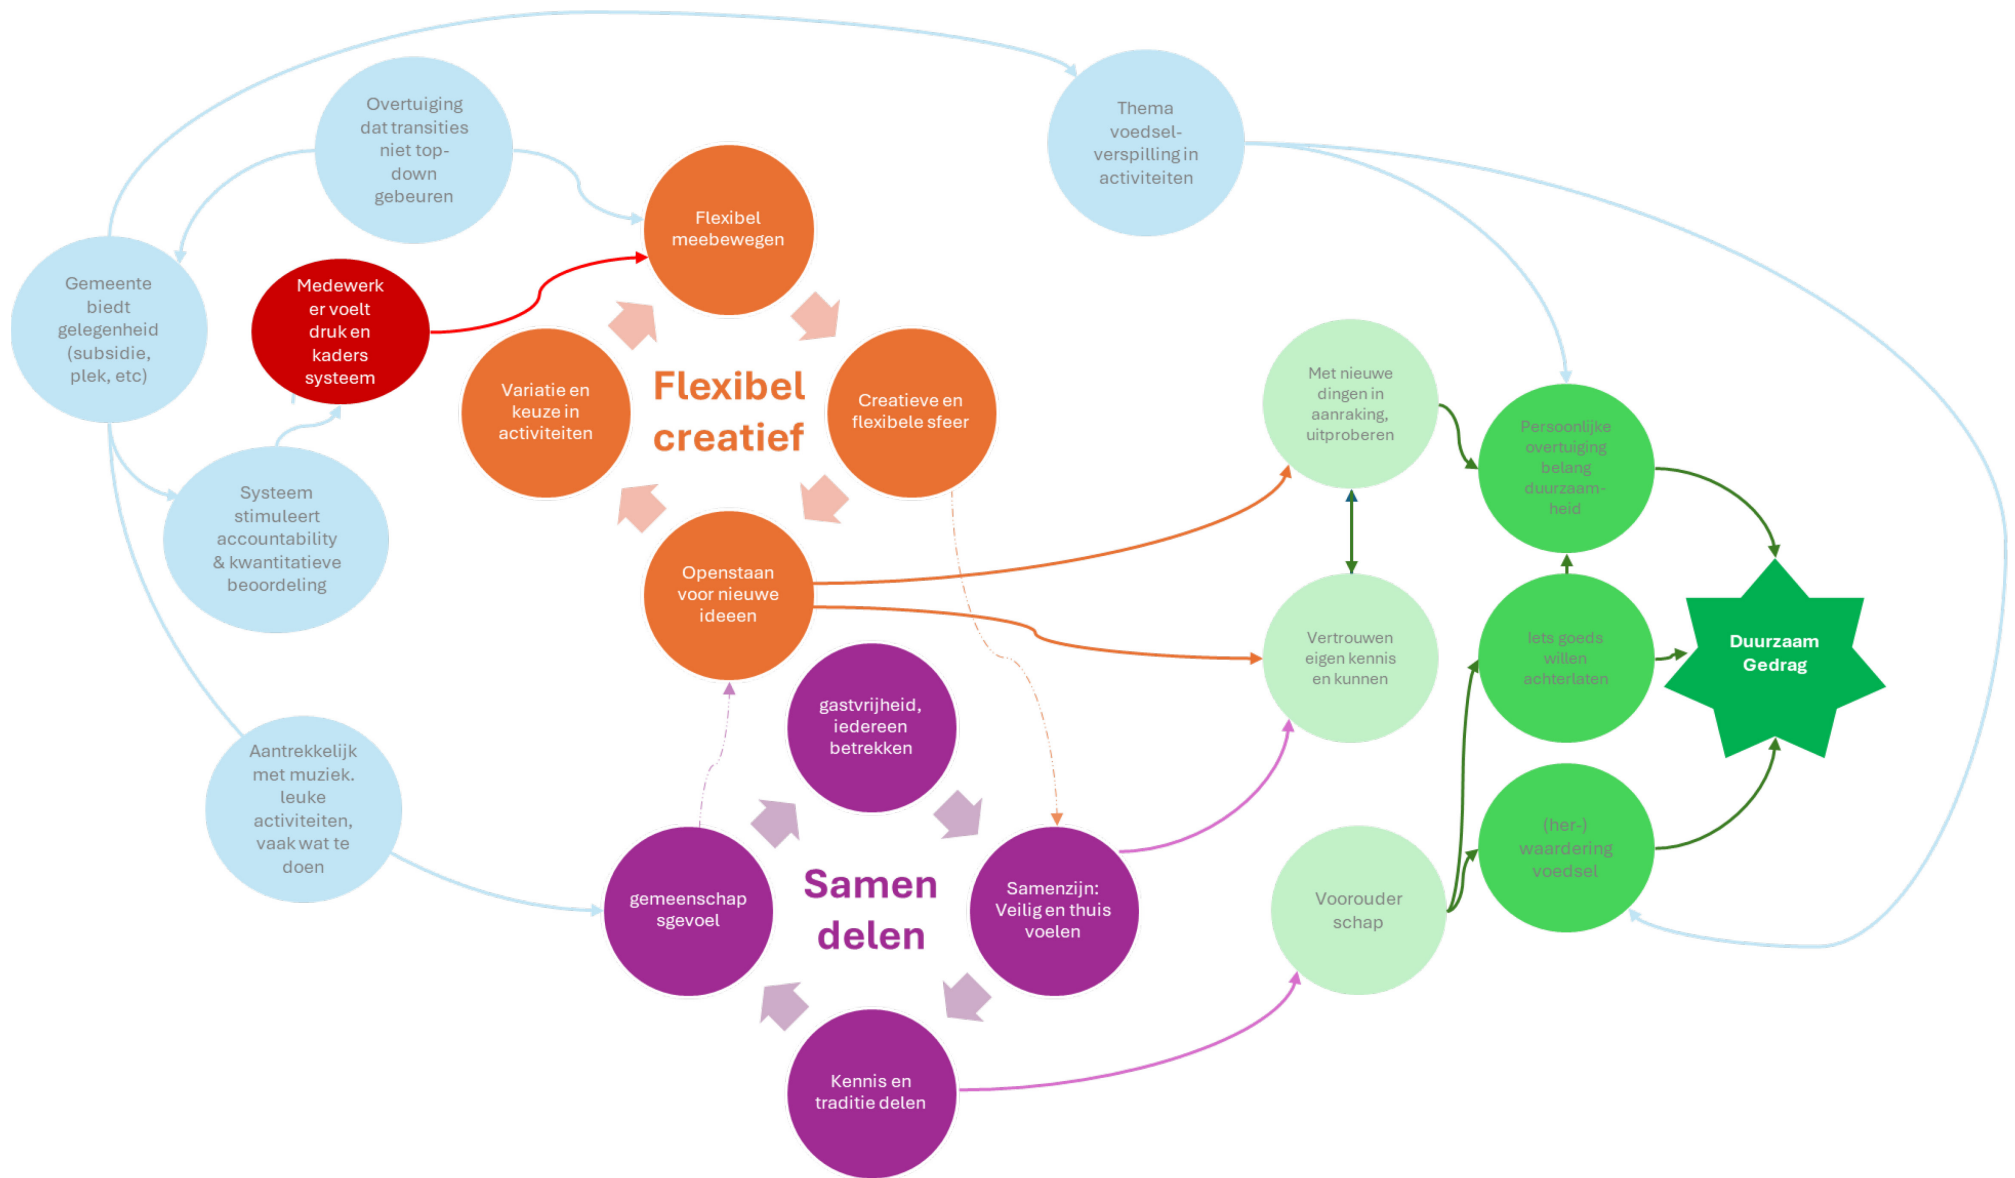 Overtuiging
dat transities
niet top-
down
gebeuren
Thema
voedsel-
verspilling in
activiteiten
Flexibel
meebewegen
Gemeente
biedt
gelegenheid
(subsidie,
plek, etc)
Medewerk
er voelt
druk en
kaders
systeem
Variatie en
keuze in
activiteiten
Flexibel
creatief
Creatieve en
flexibele sfeer
Met nieuwe
dingen in
aanraking,
uitproberen
Persoonlijke
overtuiging
belang
duurzaam-
heid
Systeem
stimuleert
accountability
& kwantitatieve
beoordeling
Openstaan
voor nieuwe
ideeen
Vertrouwen
eigen kennis
en kunnen
Iets goeds
willen
achterlaten
Duurzaam
Gedrag
gastvrijheid,
iedereen
betrekken
Aantrekkelijk
met muziek.
leuke
activiteiten,
vaak wat te
doen
gemeenschap
sgevoel
Samen
delen
Samenzijn:
Veilig en thuis
voelen
Voorouder
schap
(her-)
waardering
voedsel
Kennis en
traditie delen